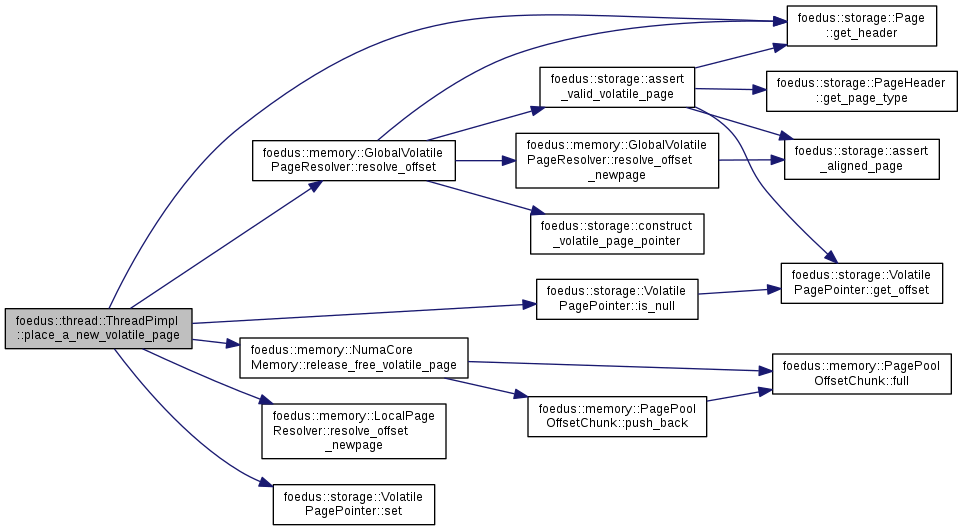 foedus::storage::Page
::get_header
foedus::storage::assert
_valid_volatile_page
foedus::storage::PageHeader
::get_page_type
foedus::memory::GlobalVolatile
PageResolver::resolve_offset
foedus::memory::GlobalVolatile
PageResolver::resolve_offset
_newpage
foedus::storage::assert
_aligned_page
foedus::storage::construct
_volatile_page_pointer
foedus::storage::Volatile
PagePointer::get_offset
foedus::storage::Volatile
PagePointer::is_null
foedus::thread::ThreadPimpl
::place_a_new_volatile_page
foedus::memory::NumaCore
Memory::release_free_volatile_page
foedus::memory::PagePool
OffsetChunk::full
foedus::memory::PagePool
OffsetChunk::push_back
foedus::memory::LocalPage
Resolver::resolve_offset
_newpage
foedus::storage::Volatile
PagePointer::set